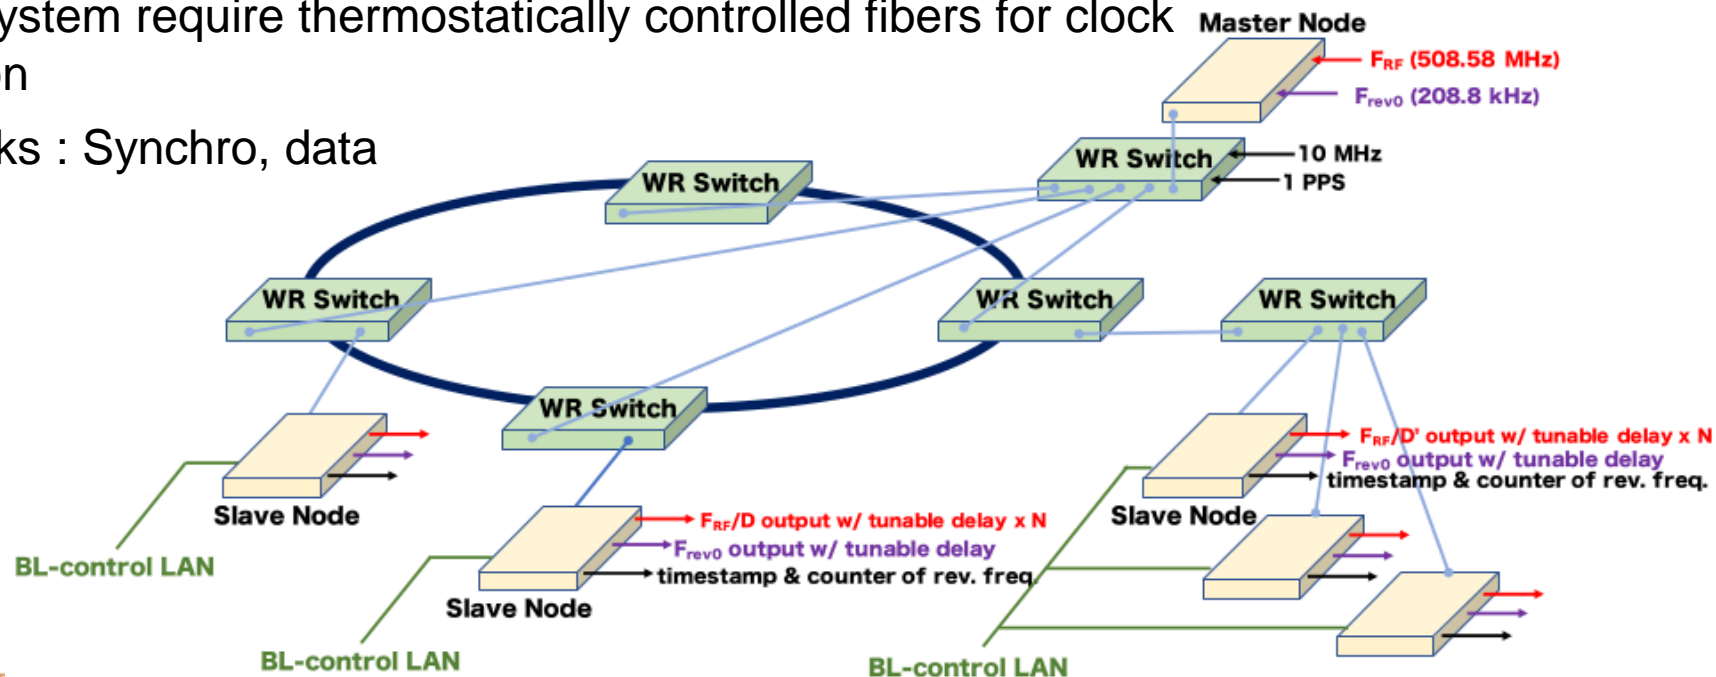 ystem require thermostatically controlled fibers for clock
on
ks : Synchro, data
Master Node
FRF (508.58 MHz)
Frev0 (208.8 kHz)
WR Switch
10 MHz
1 PPS
WR Switch
WR Switch
WR Switch
WR Switch
WR Switch
Slave Node
BL-control LAN
FRF/D output w/ tunable delay x N
Frev0 output w/ tunable delay
timestamp & counter of rev. freq.
Slave Node
BL-control LAN
FRF/D' output w/ tunable delay x N
Frev0 output w/ tunable delay
timestamp & counter of rev. freq.
Slave Node
BL-control LAN